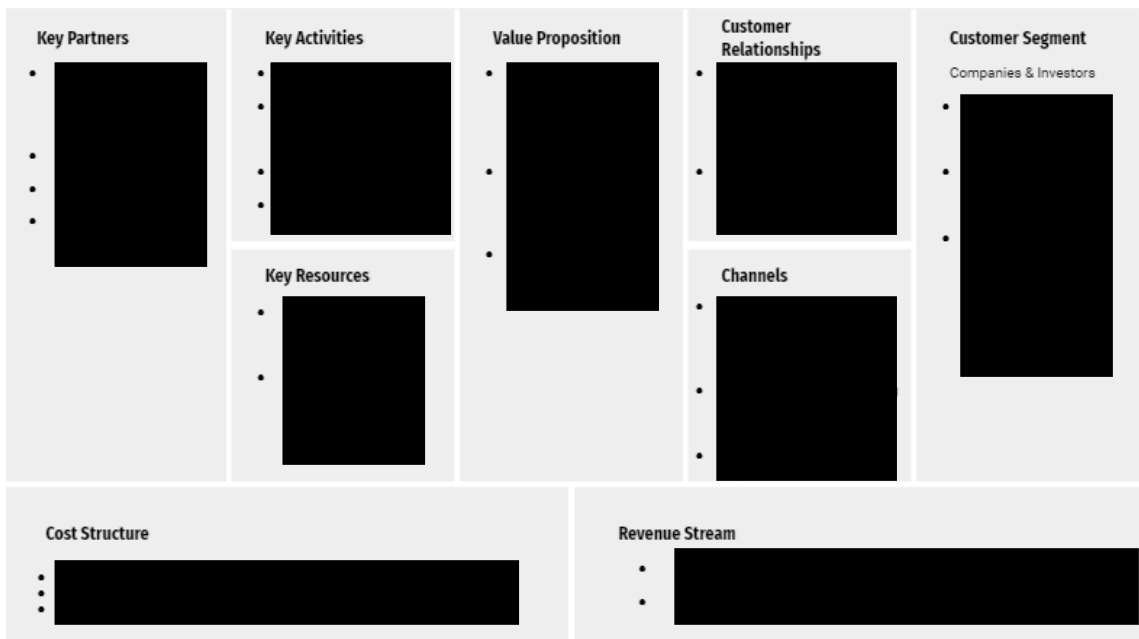 Key Partners
Key Activities
Value Proposition
Customer
Relationships
Customer Segment
Companies & Investors
Key Resources
Channels
Cost Structure
Revenue Stream